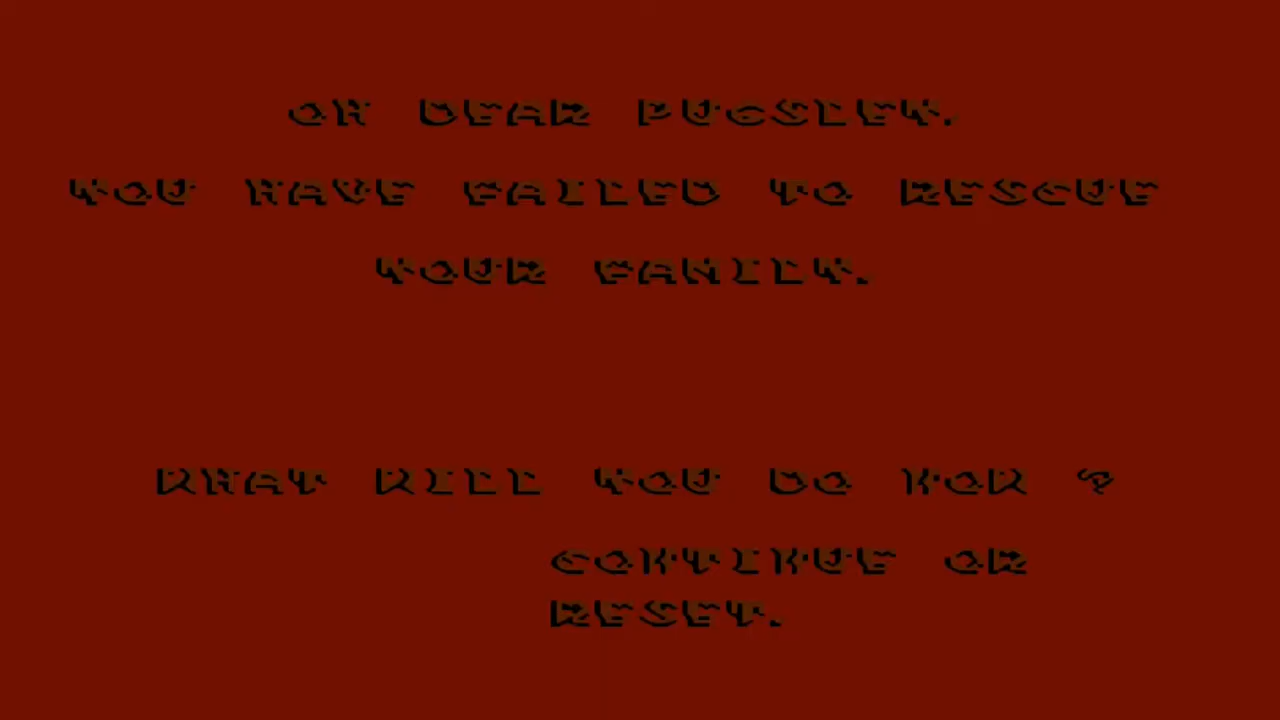 OH DEAR PUGSLEY.
YOU HAVE FAILED TO RESCUE
YOUR FAMILY.
WHAT WILL YOU DO NOW ?
CONTINUE OR
RESET.